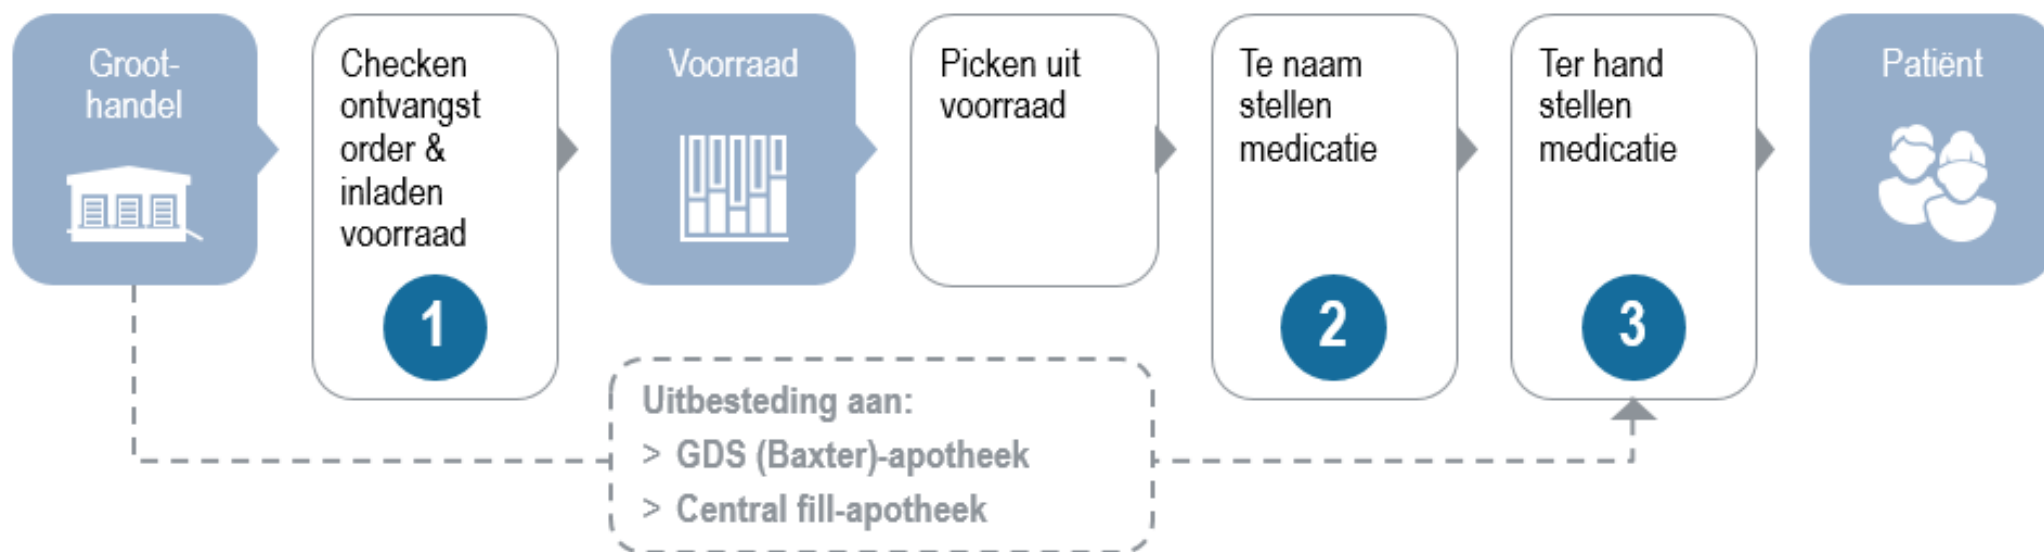 Groot-
handel
Checken
ontvangst
order &
inladen
voorraad
1
Voorraad
Picken uit
voorraad
Te naam
stellen
medicatie
2
Ter hand
stellen
medicatie
3
Patiënt
Uitbesteding aan:
> GDS (Baxter)-apotheek
> Central fill-apotheek